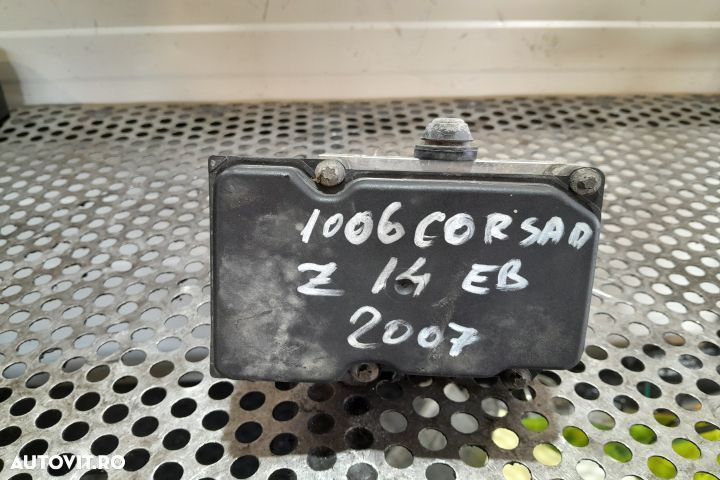 1006 CORSA D
Z 14 EB
2007
AUTOVIT.RO